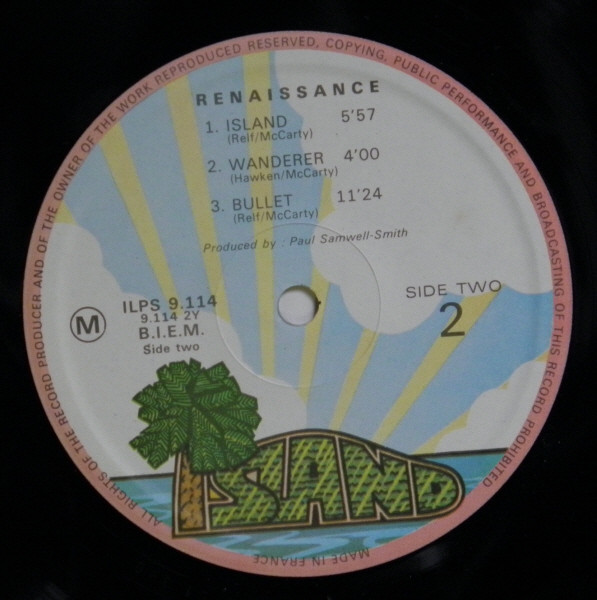 ALL RIGHTS OF THE RECORD PRODUCER AND OF THE OWNER OF THE WORK REPRODUCED RESERVED, COPYING, PUBLIC PERFORMANCE AND BROADCASTING OF THIS RECORD PROHIBITED
RENAISSANCE
1. ISLAND 5'57
(Relf/McCarty)
2. WANDERER 4'00
(Hawken/McCarty)
3. BULLET 11'24
(Relf/McCarty)
Produced by : Paul Samwell-Smith
ILPS 9.114
9.114 2Y
B.I.E.M.
Side two
M
SIDE TWO
2
ISLAND
MADE IN FRANCE